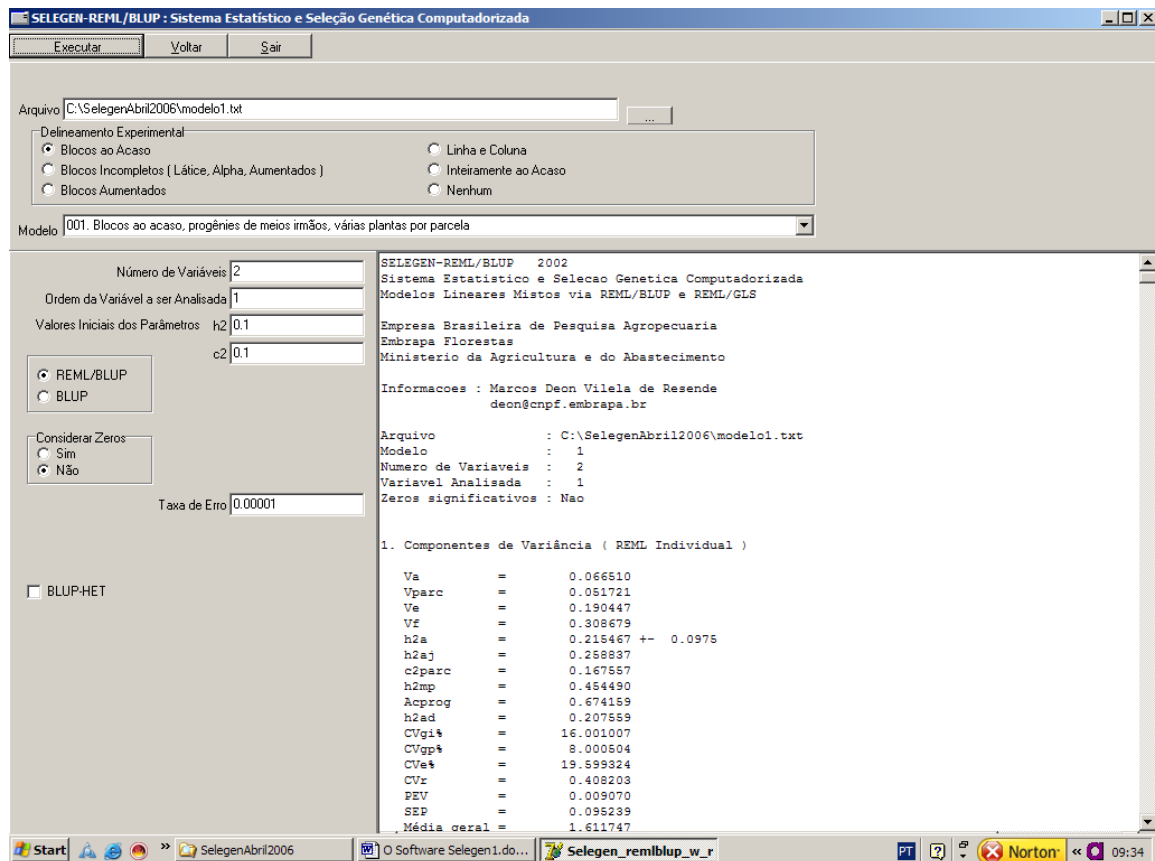 SELEGEN-REML/BLUP : Sistema Estatístico e Seleção Genética Computadorizada
Executar Voltar Sair
Arquivo C:\SelegenAbril2006\modelo1.txt ...
Delineamento Experimental
Blocos ao Acaso Linha e Coluna
Blocos Incompletos ( Látice, Alpha, Aumentados ) Inteiramente ao Acaso
Blocos Aumentados Nenhum
Modelo 001. Blocos ao acaso, progênies de meios irmãos, várias plantas por parcela
Número de Variáveis 2
Ordem da Variável a ser Analisada 1
Valores Iniciais dos Parâmetros h2 0.1
c2 0.1
REML/BLUP
BLUP
Considerar Zeros
Sim
Não
Taxa de Erro 0.00001
BLUP-HET
SELEGEN-REML/BLUP 2002
Sistema Estatistico e Selecao Genetica Computadorizada
Modelos Lineares Mistos via REML/BLUP e REML/GLS
Empresa Brasileira de Pesquisa Agropecuaria
Embrapa Florestas
Ministerio da Agricultura e do Abastecimento
Informacoes : Marcos Deon Vilela de Resende
deon@cnpf.embrapa.br
Arquivo : C:\SelegenAbril2006\modelo1.txt
Modelo : 1
Numero de Variaveis : 2
Variavel Analisada : 1
Zeros significativos : Nao
1. Componentes de Variância ( REML Individual )
Va = 0.066510
Vparc = 0.051721
Ve = 0.190447
Vf = 0.308679
h2a = 0.215467 +- 0.0975
h2aj = 0.258837
c2parc = 0.167557
h2mp = 0.454490
Acprog = 0.674159
h2ad = 0.207559
CVgi% = 16.001007
CVgp% = 8.000504
CVe% = 19.599324
CVr = 0.408203
PEV = 0.009070
SEP = 0.095239
Média geral = 1.611747
Start » SelegenAbril2006 O Software Selegen1.do... Selegen_remlblup_w_r PT ? Norton « 09:34